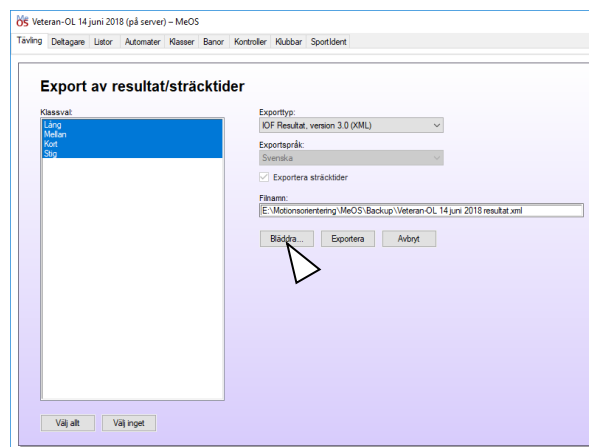 MeOS Veteran-OL 14 juni 2018 (på server) – MeOS
Tävling Deltagare Listor Automater Klasser Banor Kontroller Klubbar SportIdent
Export av resultat/sträcktider
Klassval:
Lång
Mellan
Kort
Stig
Exporttyp:
IOF Resultat, version 3.0 (XML)
Exportspråk:
Svenska
Exportera sträcktider
Filnamn:
E:\Motionsorientering\MeOS\Backup\Veteran-OL 14 juni 2018 resultat.xml
Bläddra... Exportera Avbryt
Välj allt Välj inget